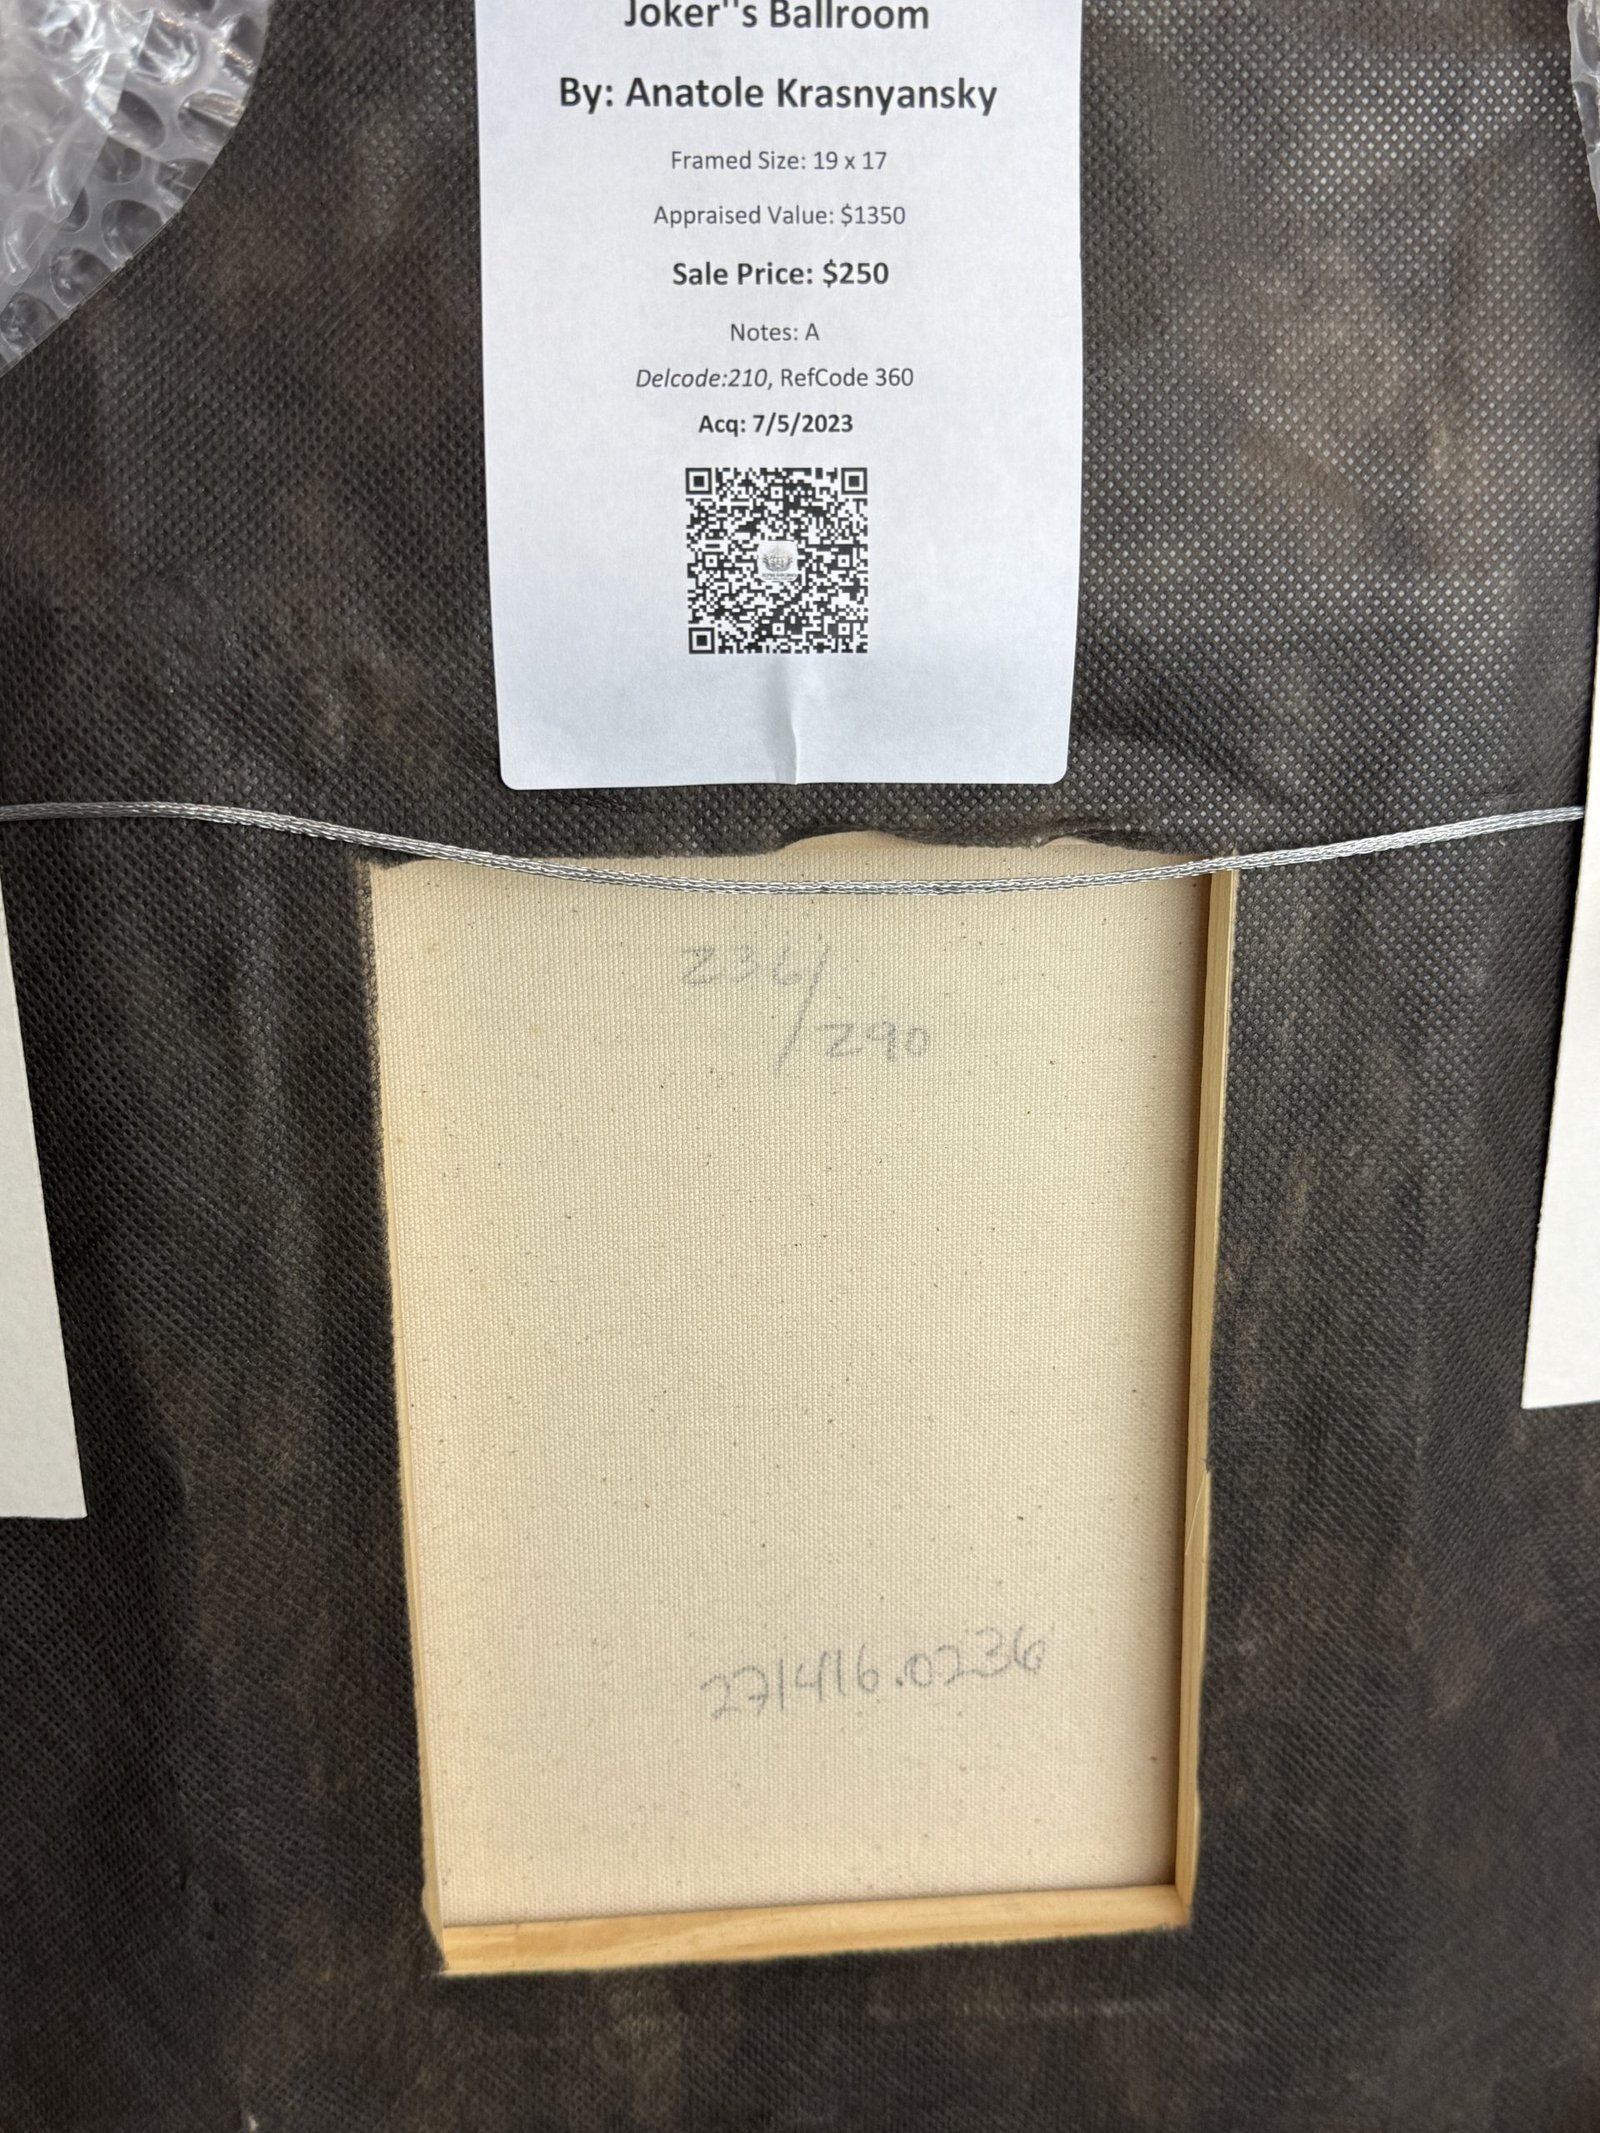 Joker"s Ballroom
By: Anatole Krasnyansky
Framed Size: 19 x 17
Appraised Value: $1350
Sale Price: $250
Notes: A
Delcode:210, RefCode 360
Acq: 7/5/2023
236/
290
271416.0236